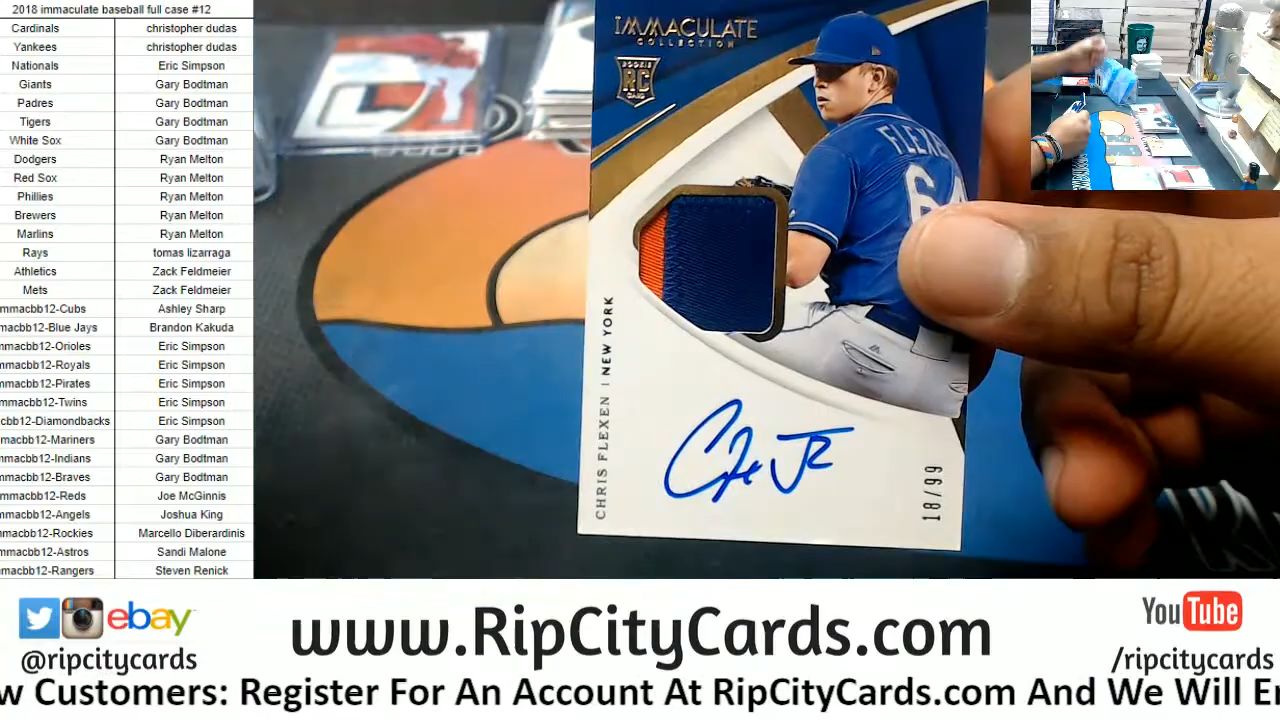 2018 immaculate baseball full case #12
Cardinals christopher dudas
Yankees christopher dudas
Nationals Eric Simpson
Giants Gary Bodtman
Padres Gary Bodtman
Tigers Gary Bodtman
White Sox Gary Bodtman
Dodgers Ryan Melton
Red Sox Ryan Melton
Phillies Ryan Melton
Brewers Ryan Melton
Marlins Ryan Melton
Rays tomas lizarraga
Athletics Zack Feldmeier
Mets Zack Feldmeier
mmacbb12-Cubs Ashley Sharp
macbb12-Blue Jays Brandon Kakuda
mmacbb12-Orioles Eric Simpson
mmacbb12-Royals Eric Simpson
mmacbb12-Pirates Eric Simpson
mmacbb12-Twins Eric Simpson
cbb12-Diamondbacks Eric Simpson
mmacbb12-Mariners Gary Bodtman
mmacbb12-Indians Gary Bodtman
mmacbb12-Braves Gary Bodtman
mmacbb12-Reds Joe McGinnis
mmacbb12-Angels Joshua King
mmacbb12-Rockies Marcello Diberardinis
mmacbb12-Astros Sandi Malone
macbb12-Rangers Steven Renick
IMMACULATE
COLLECTION
ROOKIE
RC
CARD
FLEXE
64
CHRIS FLEXEN | NEW YORK
18/99
ebay
@ripcitycards
www.RipCityCards.com
YouTube
/ripcitycards
w Customers: Register For An Account At RipCityCards.com And We Will En